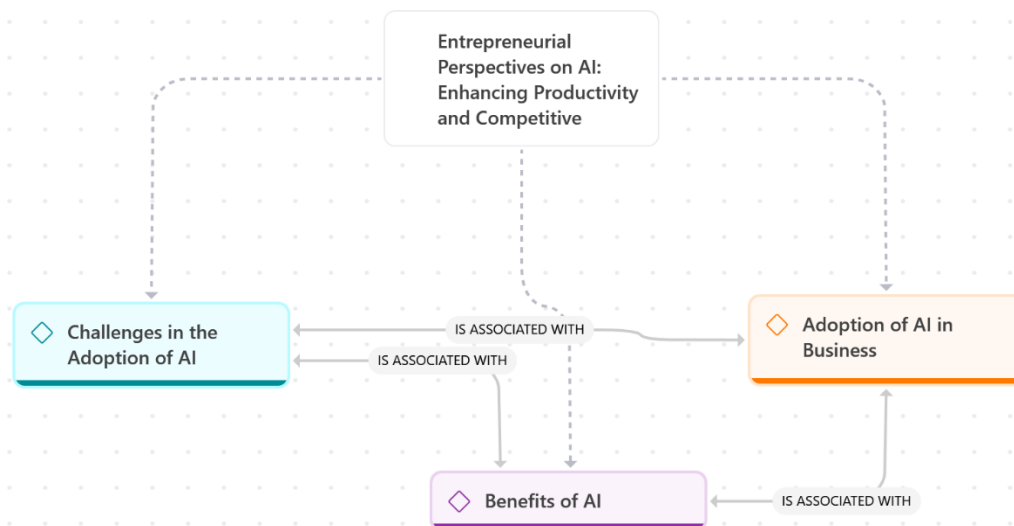 Entrepreneurial
Perspectives on AI:
Enhancing Productivity
and Competitive
IS ASSOCIATED WITH
Challenges in the
Adoption of AI
Adoption of AI in
Business
IS ASSOCIATED WITH
Benefits of AI
IS ASSOCIATED WITH